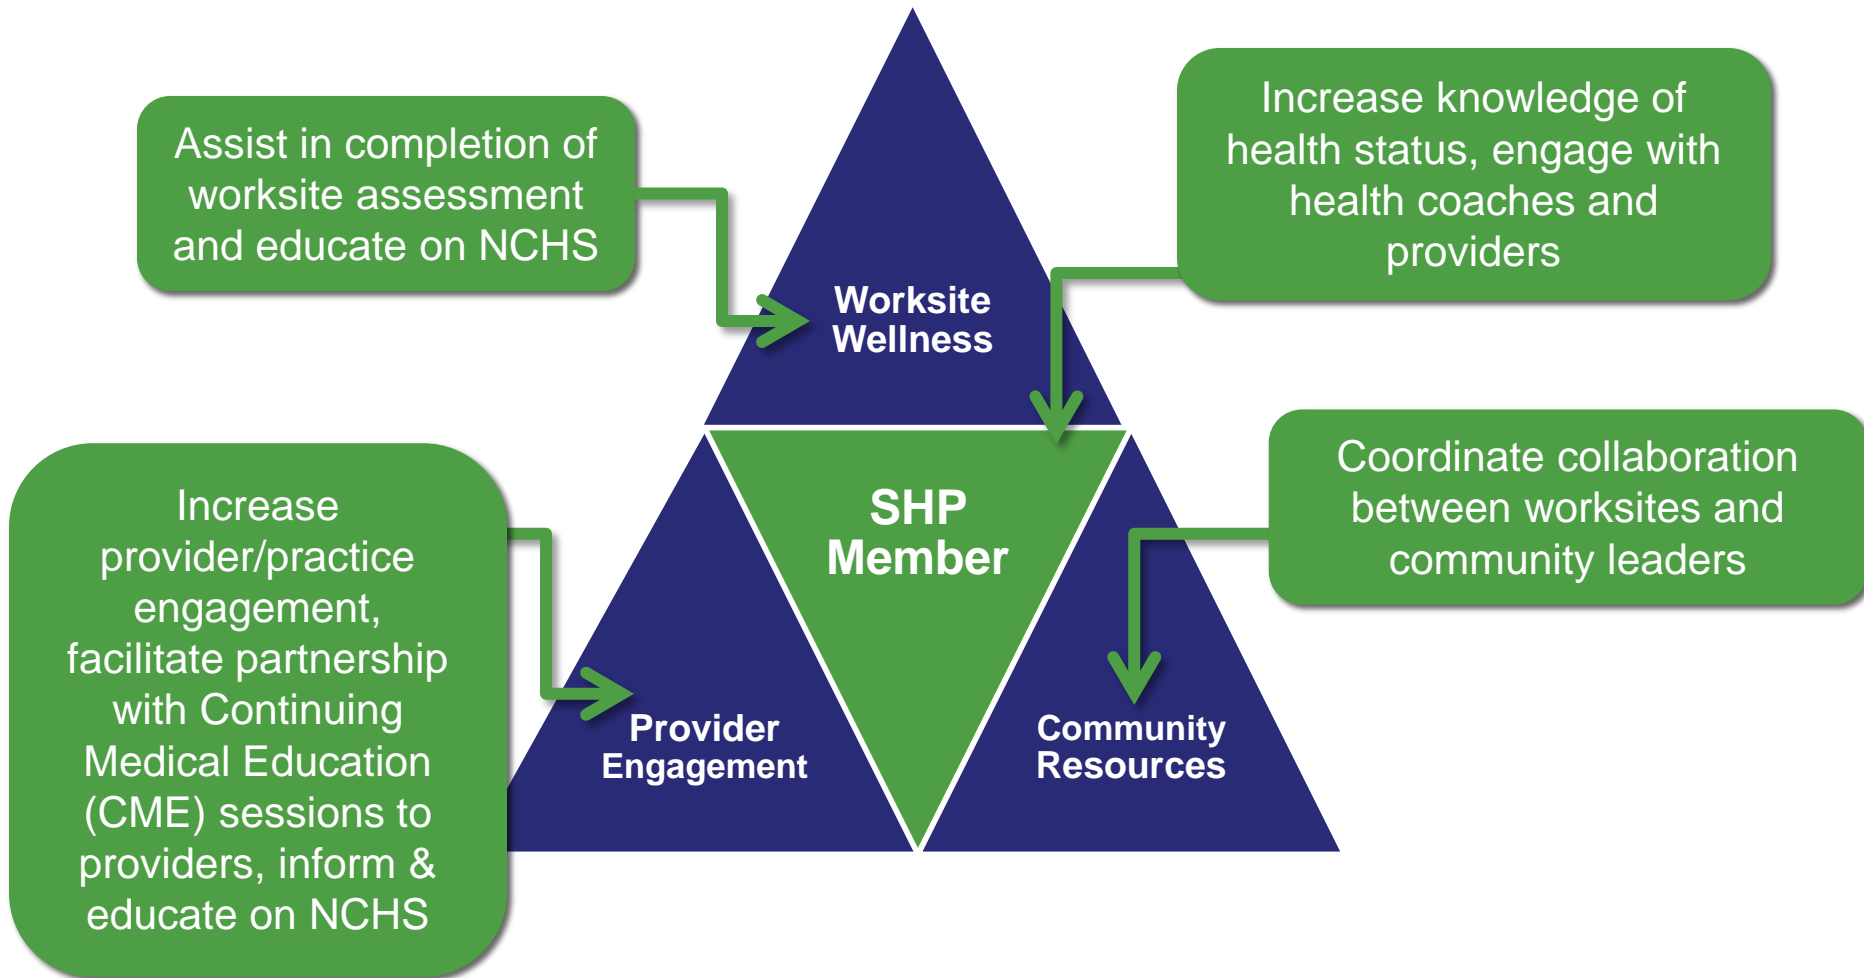 Assist in completion of
worksite assessment
and educate on NCHS
Increase knowledge of
health status, engage with
health coaches and
providers
Worksite
Wellness
SHP
Member
Coordinate collaboration
between worksites and
community leaders
Increase
provider/practice
engagement,
facilitate partnership
with Continuing
Medical Education
(CME) sessions to
providers, inform &
educate on NCHS
Provider
Engagement
Community
Resources